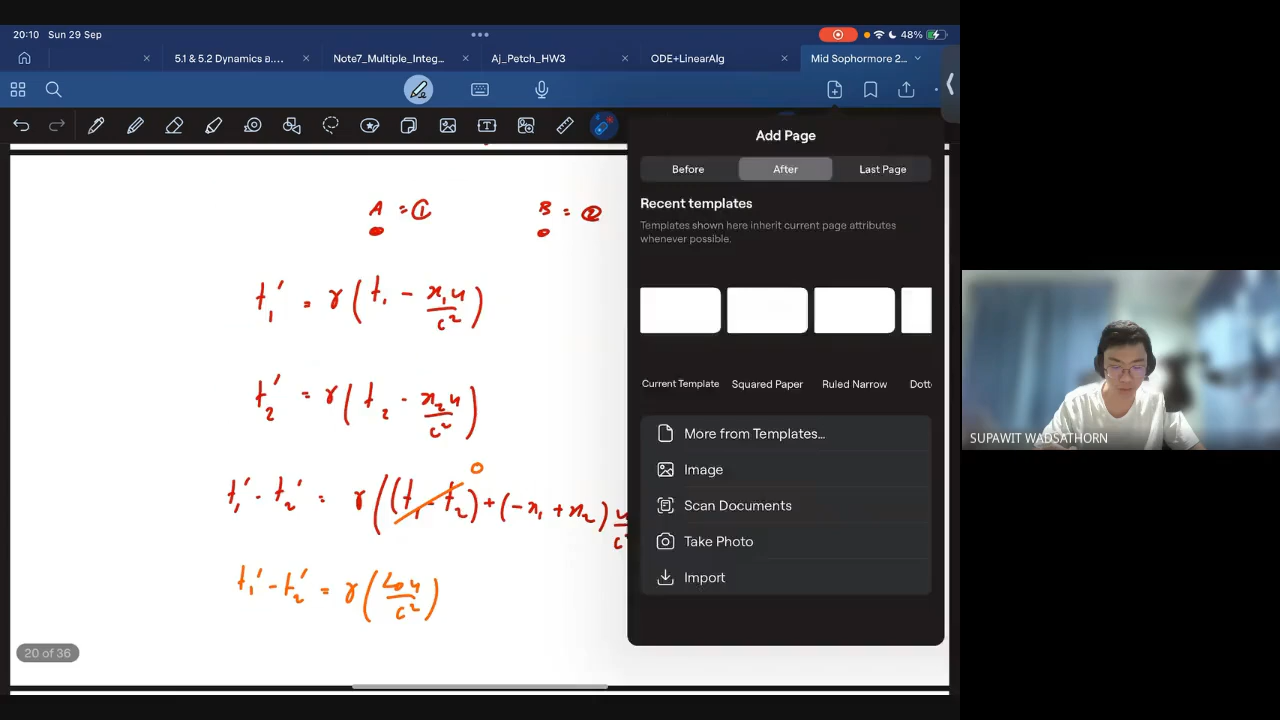 20:10 Sun 29 Sep
48%
5.1 & 5.2 Dynamics a....
Note7_Multiple_Integ...
Aj_Petch_HW3
ODE+LinearAlg
Mid Sophormore 2...
Add Page
Before After Last Page
Recent templates
Templates shown here inherit current page attributes
whenever possible.
Current Template Squared Paper Ruled Narrow Dott
More from Templates...
Image
Scan Documents
Take Photo
Import
A = ①
B = ②
t₁' = γ(t₁ - x₁u/c²)
t₂' = γ(t₂ - x₂u/c²)
0
t₁' - t₂' = γ((t₁ - t₂) + (-x₁ + x₂) u/c²
t₁' - t₂' = γ(L₀u/c²)
20 of 36
SUPAWIT WADSATHORN